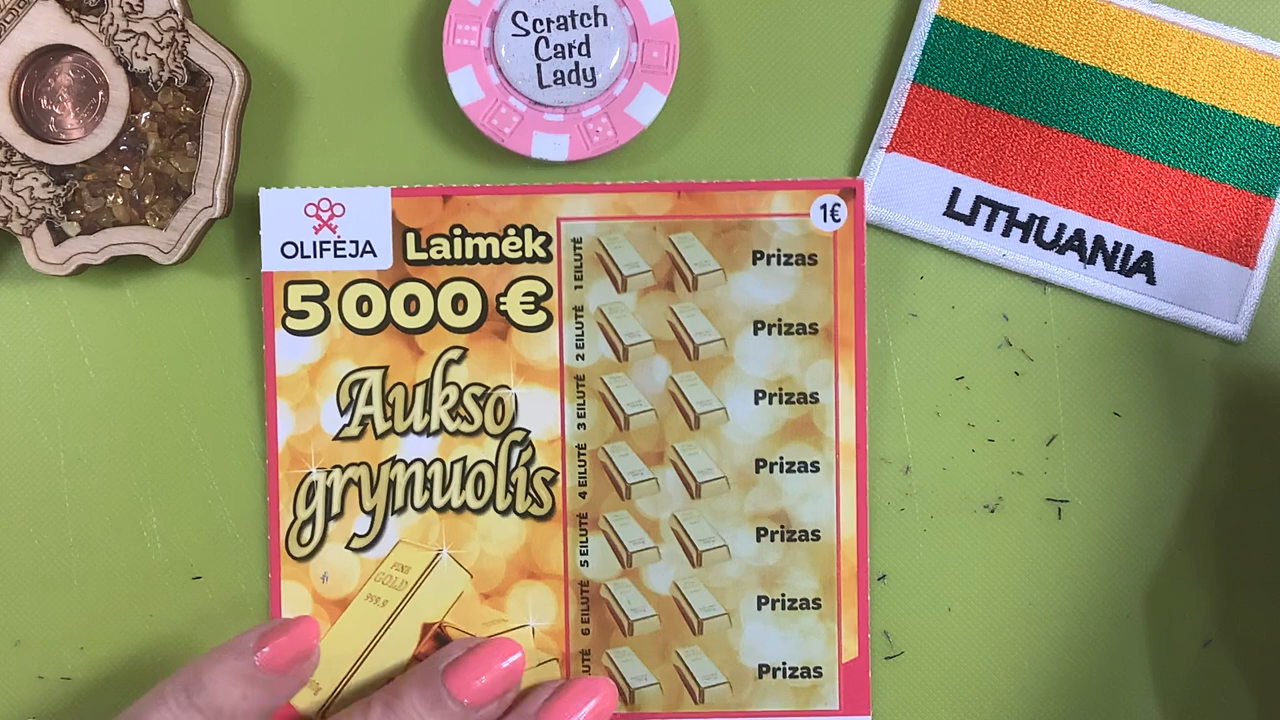 Scratch
Card
Lady
LITHUANIA
OLIFĖJA
Laimėk
5 000 €
Aukso
grynuolis
FINE
GOLD
999.9
1€
1 EILUTĖ
Prizas
2 EILUTĖ
Prizas
3 EILUTĖ
Prizas
4 EILUTĖ
Prizas
5 EILUTĖ
Prizas
6 EILUTĖ
Prizas
Prizas